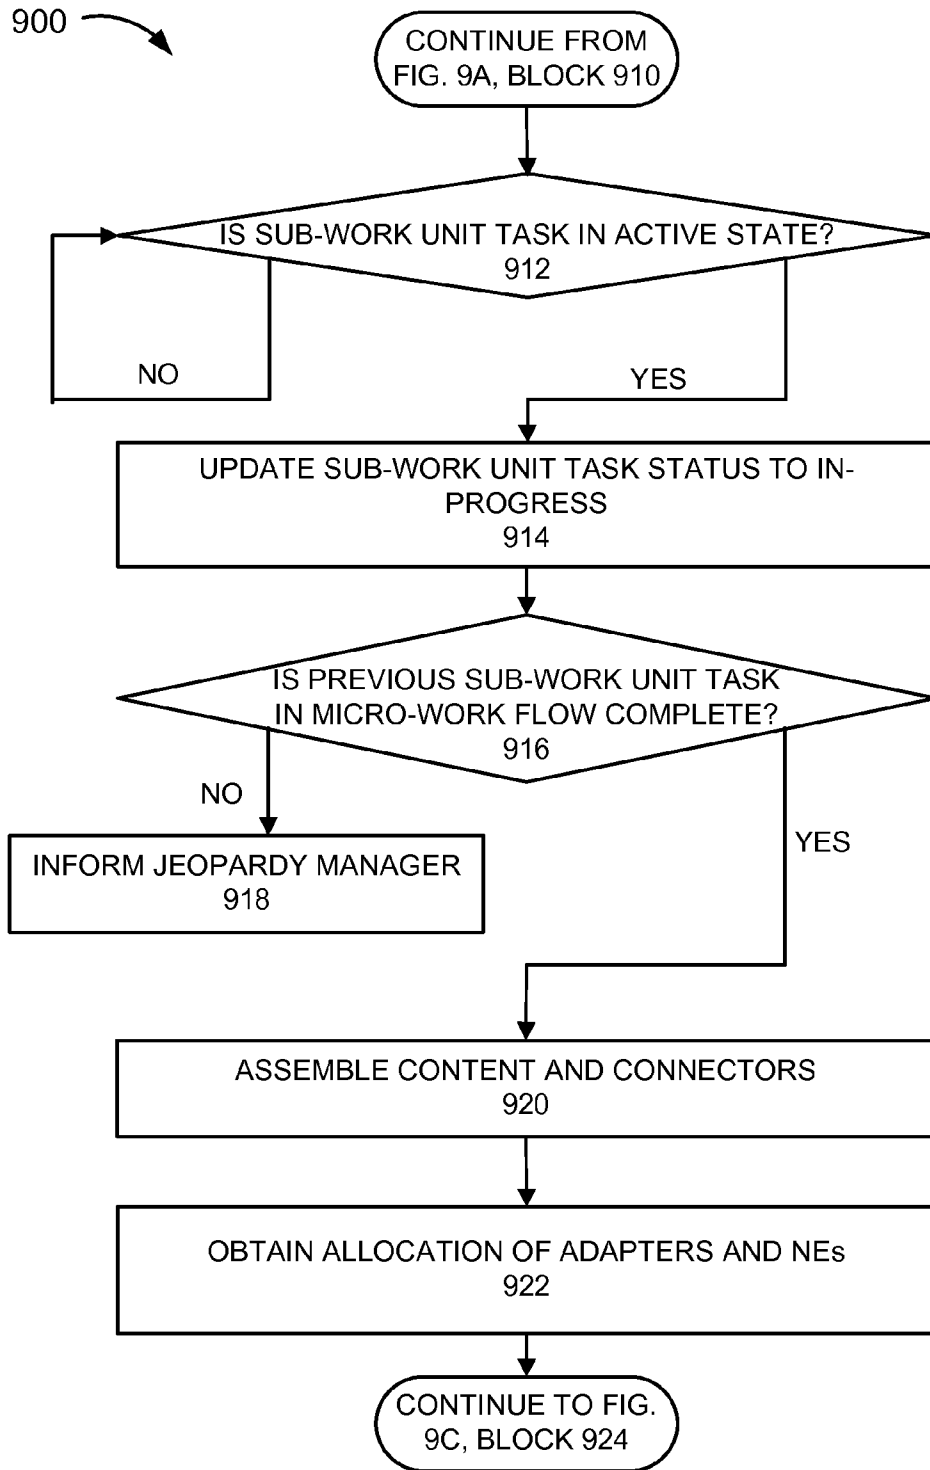 900
CONTINUE FROM
FIG. 9A, BLOCK 910
IS SUB-WORK UNIT TASK IN ACTIVE STATE?
912
NO
YES
UPDATE SUB-WORK UNIT TASK STATUS TO IN-
PROGRESS
914
IS PREVIOUS SUB-WORK UNIT TASK
IN MICRO-WORK FLOW COMPLETE?
916
NO
YES
INFORM JEOPARDY MANAGER
918
ASSEMBLE CONTENT AND CONNECTORS
920
OBTAIN ALLOCATION OF ADAPTERS AND NEs
922
CONTINUE TO FIG.
9C, BLOCK 924